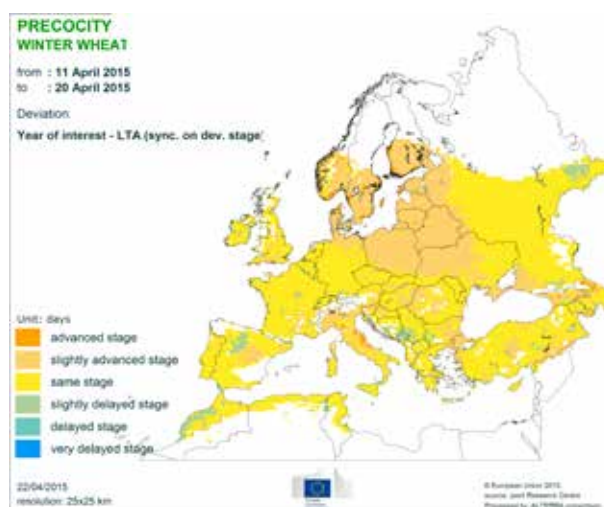 PRECOCITY
WINTER WHEAT
from : 11 April 2015
to : 20 April 2015
Deviation:
Year of interest - LTA (sync. on dev. stage
Unit: days
advanced stage
slightly advanced stage
same stage
slightly delayed stage
delayed stage
very delayed stage
22/04/2015
resolution: 25x25 km
© European Union 2015
source: Joint Research Centre